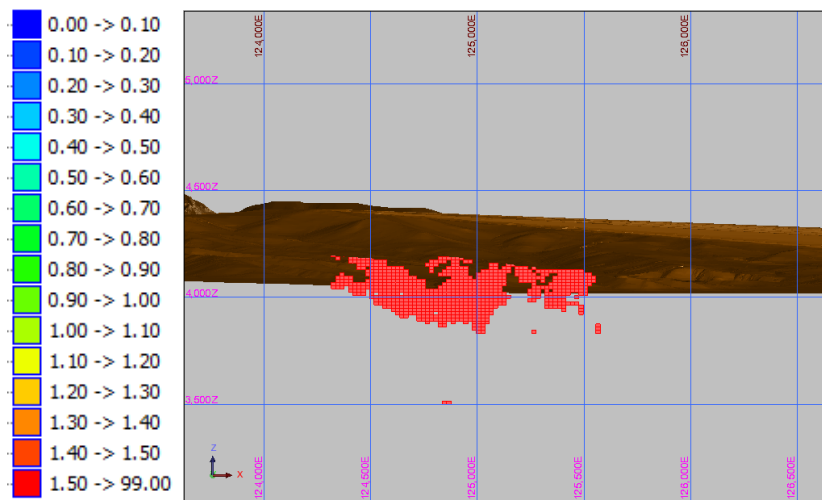 0.00 -> 0.10
0.10 -> 0.20
0.20 -> 0.30
0.30 -> 0.40
0.40 -> 0.50
0.50 -> 0.60
0.60 -> 0.70
0.70 -> 0.80
0.80 -> 0.90
0.90 -> 1.00
1.00 -> 1.10
1.10 -> 1.20
1.20 -> 1.30
1.30 -> 1.40
1.40 -> 1.50
1.50 -> 99.00
124,000E
125,000E
126,000E
5,000Z
4,500Z
4,000Z
3,500Z
Z
X
124,000E
124,500E
125,000E
125,500E
126,000E
126,500E